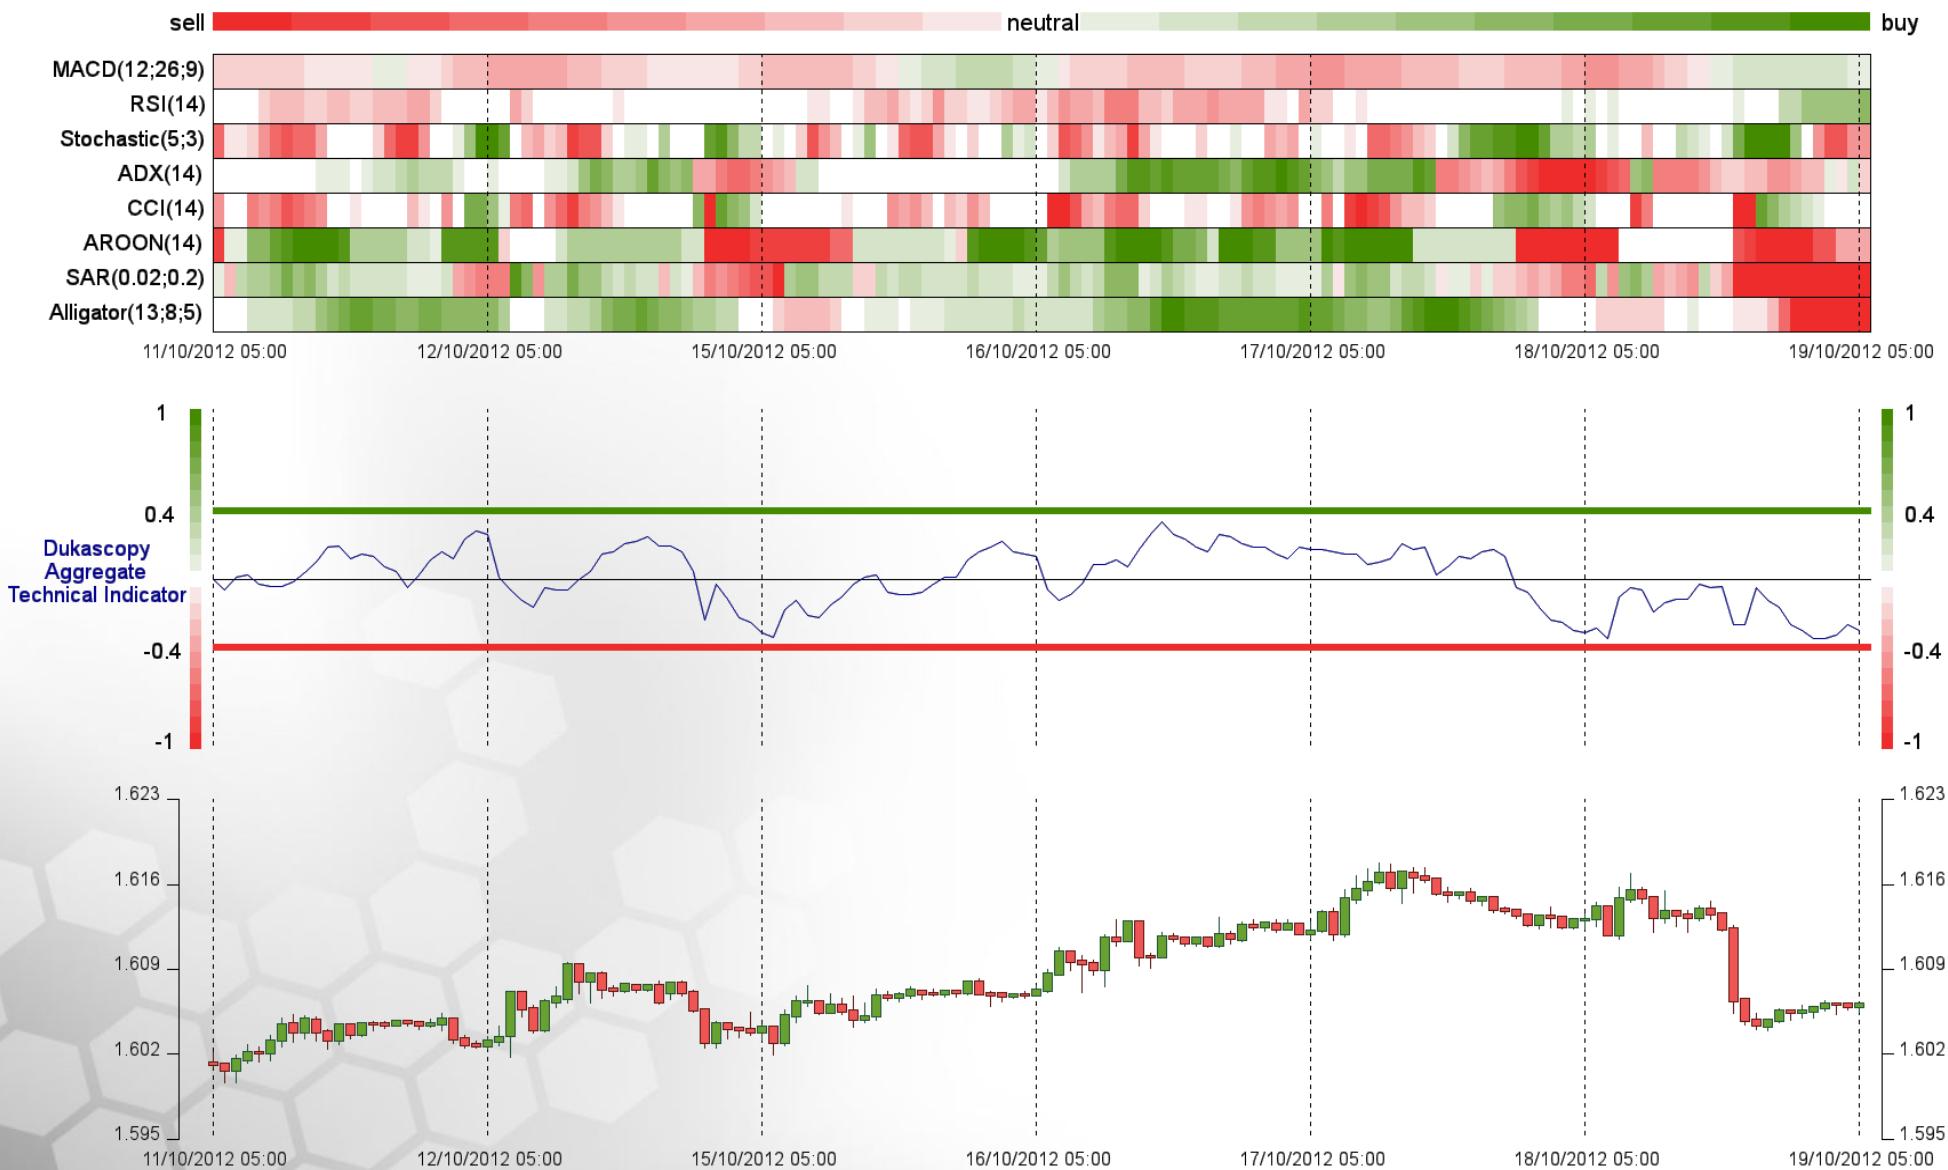 sell neutral buy
MACD(12;26;9)
RSI(14)
Stochastic(5;3)
ADX(14)
CCI(14)
AROON(14)
SAR(0.02;0.2)
Alligator(13;8;5)
11/10/2012 05:00 12/10/2012 05:00 15/10/2012 05:00 16/10/2012 05:00 17/10/2012 05:00 18/10/2012 05:00 19/10/2012 05:00
1 1
0.4 0.4
Dukascopy
Aggregate
Technical Indicator
-0.4 -0.4
-1 -1
1.623 1.623
1.616 1.616
1.609 1.609
1.602 1.602
1.595 1.595
11/10/2012 05:00 12/10/2012 05:00 15/10/2012 05:00 16/10/2012 05:00 17/10/2012 05:00 18/10/2012 05:00 19/10/2012 05:00